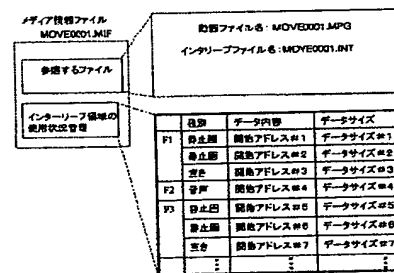 メディア技術ファイル
MOVE0001.MIF
参照するファイル
インターリーブ領域の
使用状況管理
動画ファイル名：MOVE0001.MPG
インタリーブファイル名：MOVE0001.INT
種別 データ内容 データサイズ
F1 静止画 開始アドレス#1 データサイズ#1
静止画 開始アドレス#2 データサイズ#2
空き 開始アドレス#3 データサイズ#3
F2 音声 開始アドレス#4 データサイズ#4
F3 静止画 開始アドレス#5 データサイズ#5
静止画 開始アドレス#6 データサイズ#6
空き 開始アドレス#7 データサイズ#7